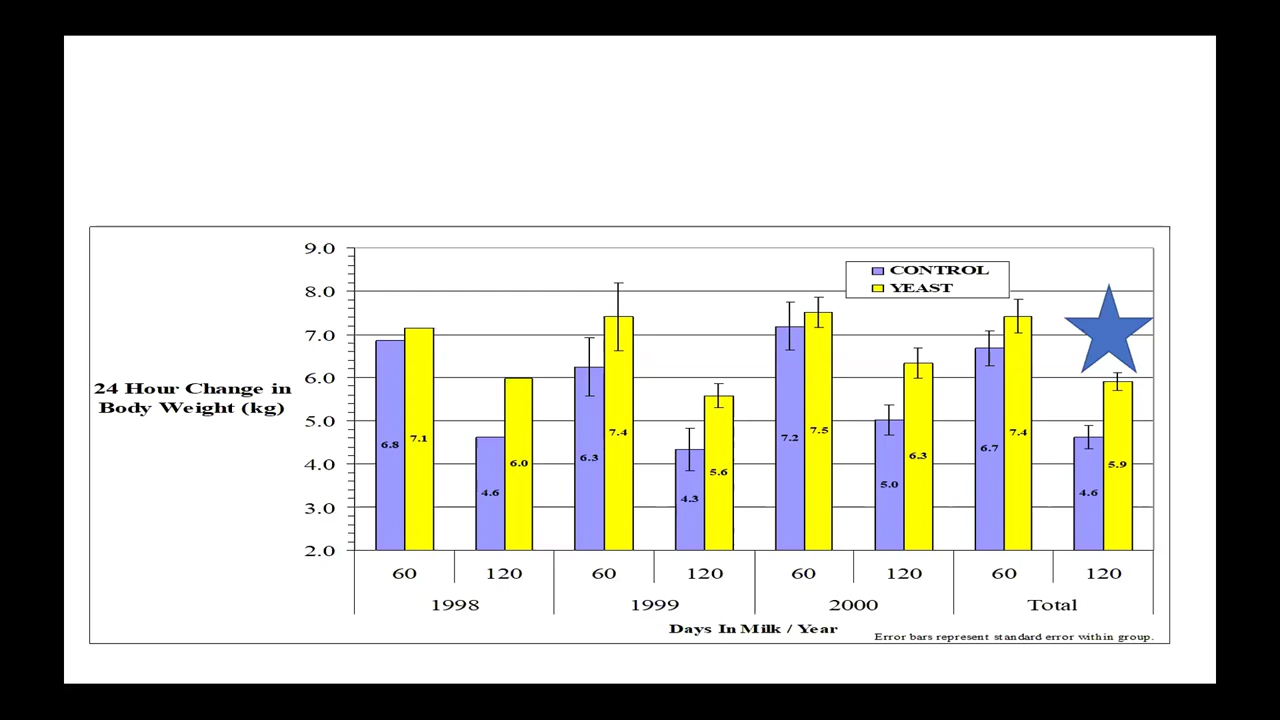 9.0
8.0
7.0
6.0
5.0
4.0
3.0
2.0
24 Hour Change in
Body Weight (kg)
CONTROL
YEAST
6.8 7.1 4.6 6.0 6.3 7.4 4.3 5.6 7.2 7.5 5.0 6.3 6.7 7.4 4.6 5.9
60 120 60 120 60 120 60 120
1998 1999 2000 Total
Days In Milk / Year
Error bars represent standard error within group.